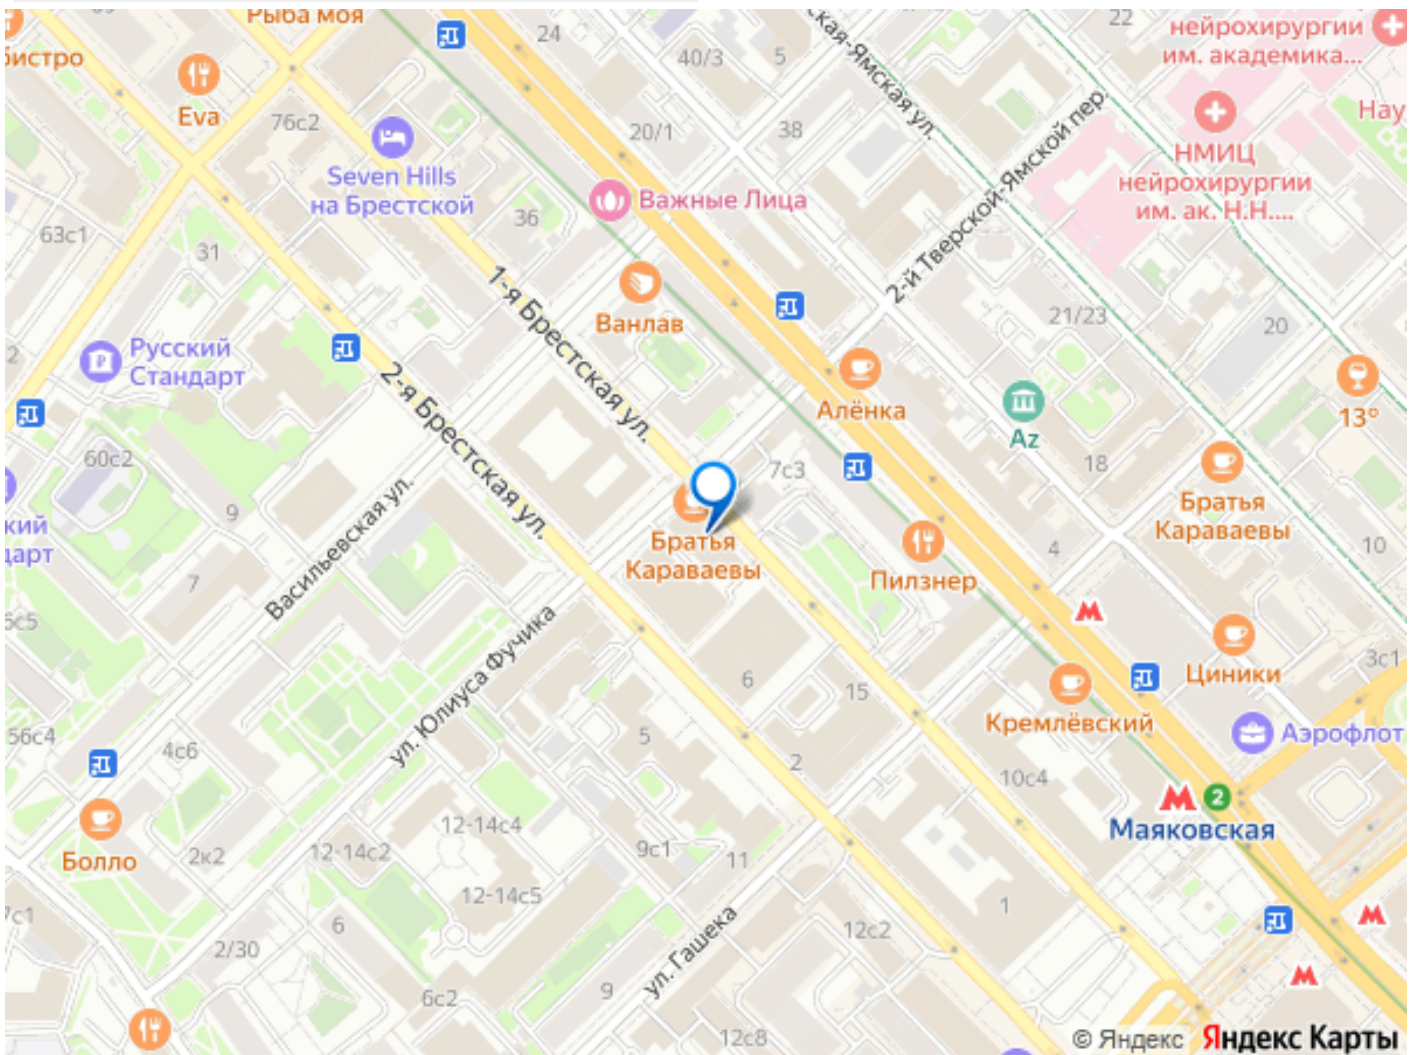 Рыба моя
24
22
нейрохирургии
им. академика...
бистро
40/3
5
ская-Ямская ул.
Eva
76с2
20/1
38
Нау
НМИЦ
нейрохирургии
им. ак. Н.Н....
Seven Hills
на Брестской
Важные Лица
2-й Тверской-Ямской пер.
63с1
36
31
1-я Брестская ул.
Ванлав
21/23
20
Русский
Стандарт
2
2-я Брестская ул.
Алёнка
Az
13°
60с2
7с3
18
9
Васильевская ул.
Братья
Караваевы
кий
дарт
Братья
Караваевы
Пилзнер
4
10
7
ул. Юлиуса Фучика
Циники
3с1
6
15
Кремлёвский
Аэрофлот
56с4
4с6
5
2
10с4
2
Маяковская
12-14с4
Болло
2к2
12-14с2
9с1
11
12-14с5
1
7с1
6
2/30
ул. Гашека
12с2
6с2
9
12с8
© Яндекс Яндекс Карты